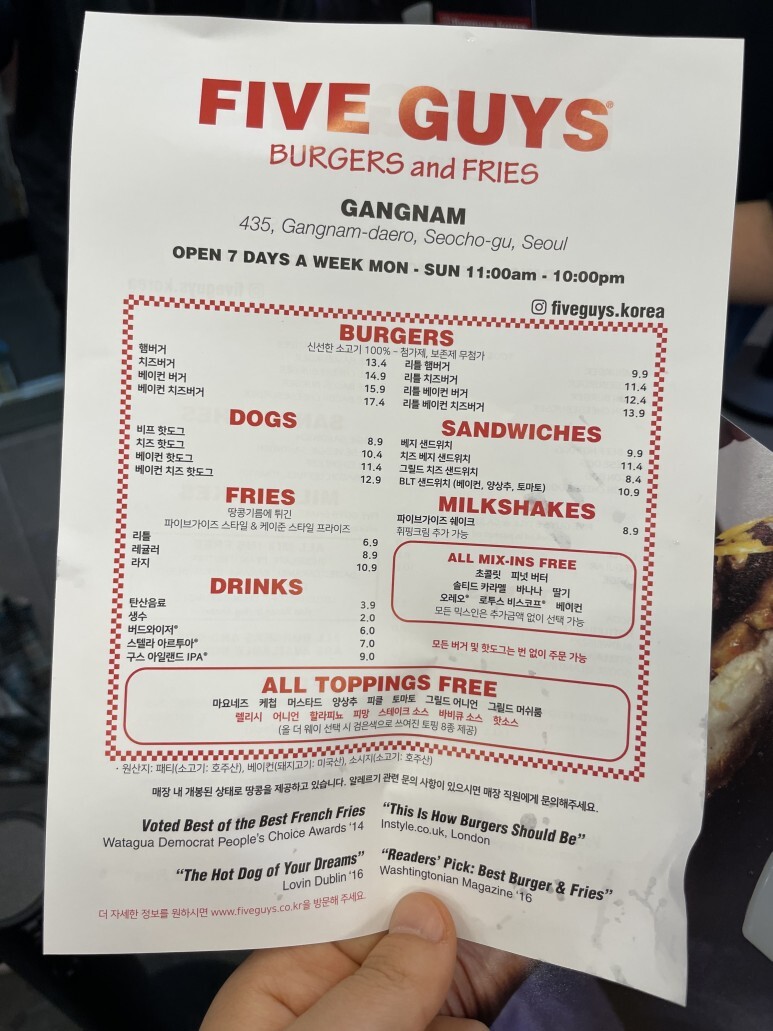 FIVE GUYS®
BURGERS and FRIES
GANGNAM
435, Gangnam-daero, Seocho-gu, Seoul
OPEN 7 DAYS A WEEK MON - SUN 11:00am - 10:00pm
fiveguys.korea
BURGERS
신선한 소고기 100% – 첨가제, 보존제 무첨가
햄버거 13.4
치즈버거 14.9
베이컨 버거 15.9
베이컨 치즈버거 17.4
리틀 햄버거 9.9
리틀 치즈버거 11.4
리틀 베이컨 버거 12.4
리틀 베이컨 치즈버거 13.9
DOGS
비프 핫도그 8.9
치즈 핫도그 10.4
베이컨 핫도그 11.4
베이컨 치즈 핫도그 12.9
SANDWICHES
베지 샌드위치 9.9
치즈 베지 샌드위치 11.4
그릴드 치즈 샌드위치 8.4
BLT 샌드위치 (베이컨, 양상추, 토마토) 10.9
FRIES
땅콩기름에 튀긴
파이브가이즈 스타일 & 케이준 스타일 프라이즈
리틀 6.9
레귤러 8.9
라지 10.9
MILKSHAKES
파이브가이즈 쉐이크 8.9
휘핑크림 추가 가능
ALL MIX-INS FREE
초콜릿 피넛 버터
솔티드 카라멜 바나나 딸기
오레오® 로투스 비스코프® 베이컨
모든 믹스인은 추가금액 없이 선택 가능
DRINKS
탄산음료 3.9
생수 2.0
버드와이저® 6.0
스텔라 아르투아® 7.0
구스 아일랜드 IPA® 9.0
모든 버거 및 핫도그는 번 없이 주문 가능
ALL TOPPINGS FREE
마요네즈 케첩 머스타드 양상추 피클 토마토 그릴드 어니언 그릴드 머쉬룸
렐리시 어니언 할라피뇨 피망 스테이크 소스 바비큐 소스 핫소스
(올 더 웨이 선택 시 검은색으로 쓰여진 토핑 8종 제공)
· 원산지: 패티(소고기: 호주산), 베이컨(돼지고기: 미국산), 소시지(소고기: 호주산)
매장 내 개봉된 상태로 땅콩을 제공하고 있습니다. 알레르기 관련 문의 사항이 있으시면 매장 직원에게 문의해주세요.
Voted Best of the Best French Fries
Watagua Democrat People's Choice Awards '14
“This Is How Burgers Should Be”
Instyle.co.uk, London
“The Hot Dog of Your Dreams”
Lovin Dublin '16
“Readers' Pick: Best Burger & Fries”
Washtingtonian Magazine '16
더 자세한 정보를 원하시면 www.fiveguys.co.kr을 방문해 주세요.